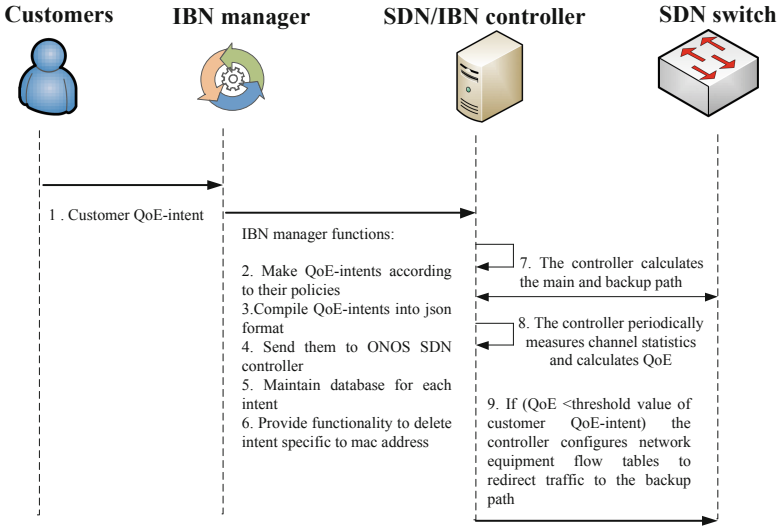 Customers
IBN manager
SDN/IBN controller
SDN switch
1 . Customer QoE-intent
IBN manager functions:
2. Make QoE-intents according
to their policies
3.Compile QoE-intents into json
format
4. Send them to ONOS SDN
controller
5. Maintain database for each
intent
6. Provide functionality to delete
intent specific to mac address
7. The controller calculates
the main and backup path
8. The controller periodically
measures channel statistics
and calculates QoE
9. If (QoE <threshold value of
customer QoE-intent) the
controller configures network
equipment flow tables to
redirect traffic to the backup
path